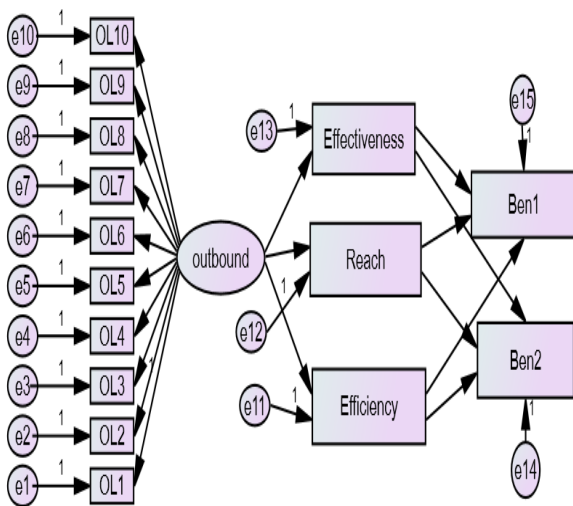 e10 1 OL10
e9 1 OL9
e8 1 OL8
e7 1 OL7
e6 1 OL6
e5 1 OL5
e4 1 OL4
e3 1 OL3 1
e2 1 OL2
e1 1 OL1
outbound
e13 1 Effectiveness
Reach
e12 1
e11 1 Efficiency
e15
1
Ben1
Ben2
1
e14